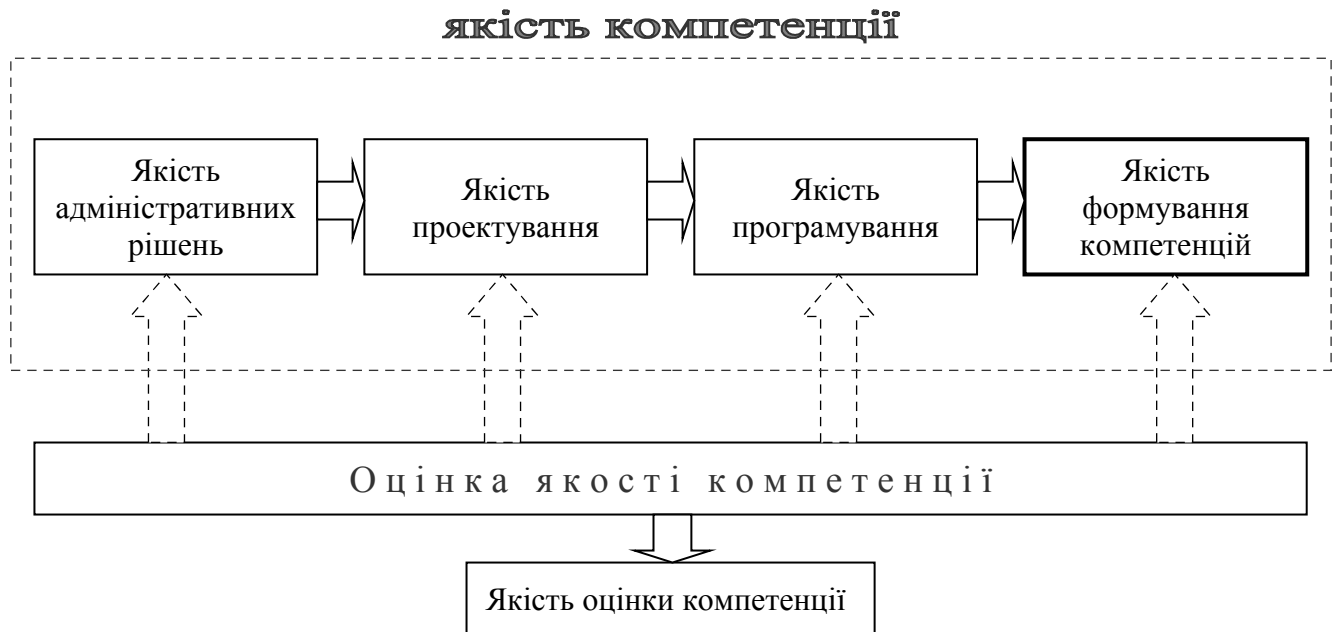 якість компетенції
Якість
адміністративних
рішень
Якість
проектування
Якість
програмування
Якість
формування
компетенцій
Оцінка якості компетенції
Якість оцінки компетенції